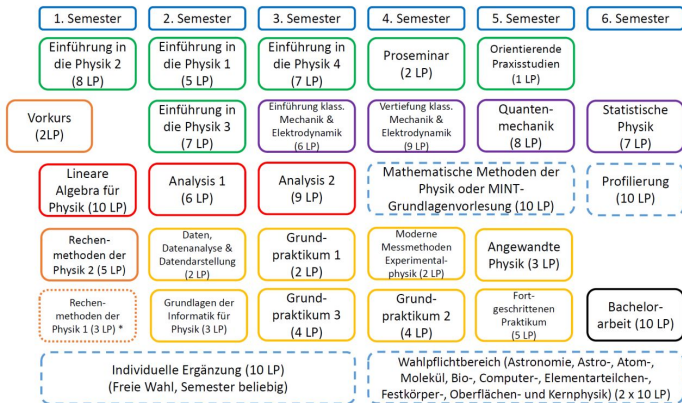 1. Semester
2. Semester
3. Semester
4. Semester
5. Semester
6. Semester
Einführung in
die Physik 2
(8 LP)
Einführung in
die Physik 1
(5 LP)
Einführung in
die Physik 4
(7 LP)
Proseminar
(2 LP)
Orientierende
Praxisstudien
(1 LP)
Vorkurs
(2LP)
Einführung in
die Physik 3
(7 LP)
Einführung klass.
Mechanik &
Elektrodynamik
(6 LP)
Vertiefung klass.
Mechanik &
Elektrodynamik
(9 LP)
Quanten-
mechanik
(8 LP)
Statistische
Physik
(7 LP)
Lineare
Algebra für
Physik (10 LP)
Analysis 1
(6 LP)
Analysis 2
(9 LP)
Mathematische Methoden der
Physik oder MINT-
Grundlagenvorlesung (10 LP)
Profilierung
(10 LP)
Rechen-
methoden der
Physik 2 (5 LP)
Daten,
Datenanalyse &
Datendarstellung
(2 LP)
Grund-
praktikum 1
(2 LP)
Moderne
Messmethoden
Experimental-
physik (2 LP)
Angewandte
Physik (3 LP)
Rechen-
methoden der
Physik 1 (3 LP) *
Grundlagen der
Informatik für
Physik (3 LP)
Grund-
praktikum 3
(4 LP)
Grund-
praktikum 2
(4 LP)
Fort-
geschrittenen
Praktikum
(5 LP)
Bachelor-
arbeit (10 LP)
Individuelle Ergänzung (10 LP)
(Freie Wahl, Semester beliebig)
Wahlpflichtbereich (Astronomie, Astro-, Atom-,
Molekül, Bio-, Computer-, Elementarteilchen-,
Festkörper-, Oberflächen- und Kernphysik) (2 x 10 LP)